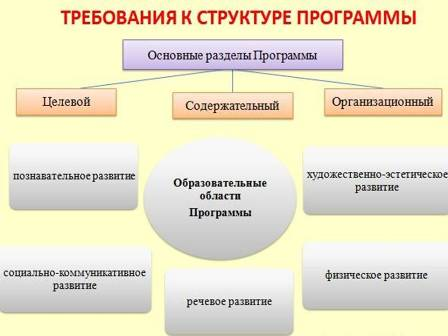 ТРЕБОВАНИЯ К СТРУКТУРЕ ПРОГРАММЫ
Основные разделы Программы
Целевой
Содержательный
Организационный
познавательное развитие
Образовательные
области
Программы
художественно-эстетическое
развитие
социально-коммуникативное
развитие
речевое развитие
физическое развитие